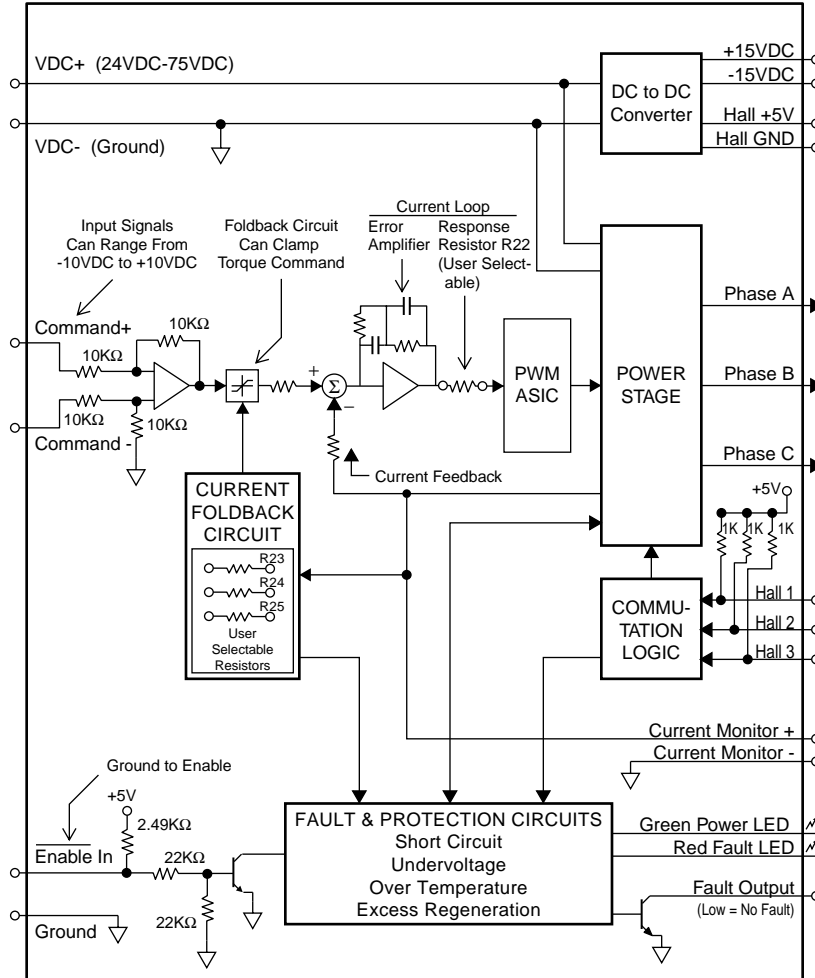 VDC+ (24VDC-75VDC)
VDC- (Ground)
DC to DC
Converter
+15VDC
-15VDC
Hall +5V
Hall GND
Input Signals
Can Range From
-10VDC to +10VDC
Foldback Circuit
Can Clamp
Torque Command
Current Loop
Error
Amplifier
Response
Resistor R22
(User Select-
able)
Command+
10KΩ
10KΩ
10KΩ
10KΩ
Command -
+
Σ
−
PWM
ASIC
POWER
STAGE
Phase A
Phase B
Phase C
Current Feedback
CURRENT
FOLDBACK
CIRCUIT
R23
R24
R25
User
Selectable
Resistors
+5V
1K
1K
1K
COMMU-
TATION
LOGIC
Hall 1
Hall 2
Hall 3
Current Monitor +
Current Monitor -
Ground to Enable
+5V
2.49KΩ
Enable In
22KΩ
22KΩ
Ground
FAULT & PROTECTION CIRCUITS
Short Circuit
Undervoltage
Over Temperature
Excess Regeneration
Green Power LED
Red Fault LED
Fault Output
(Low = No Fault)